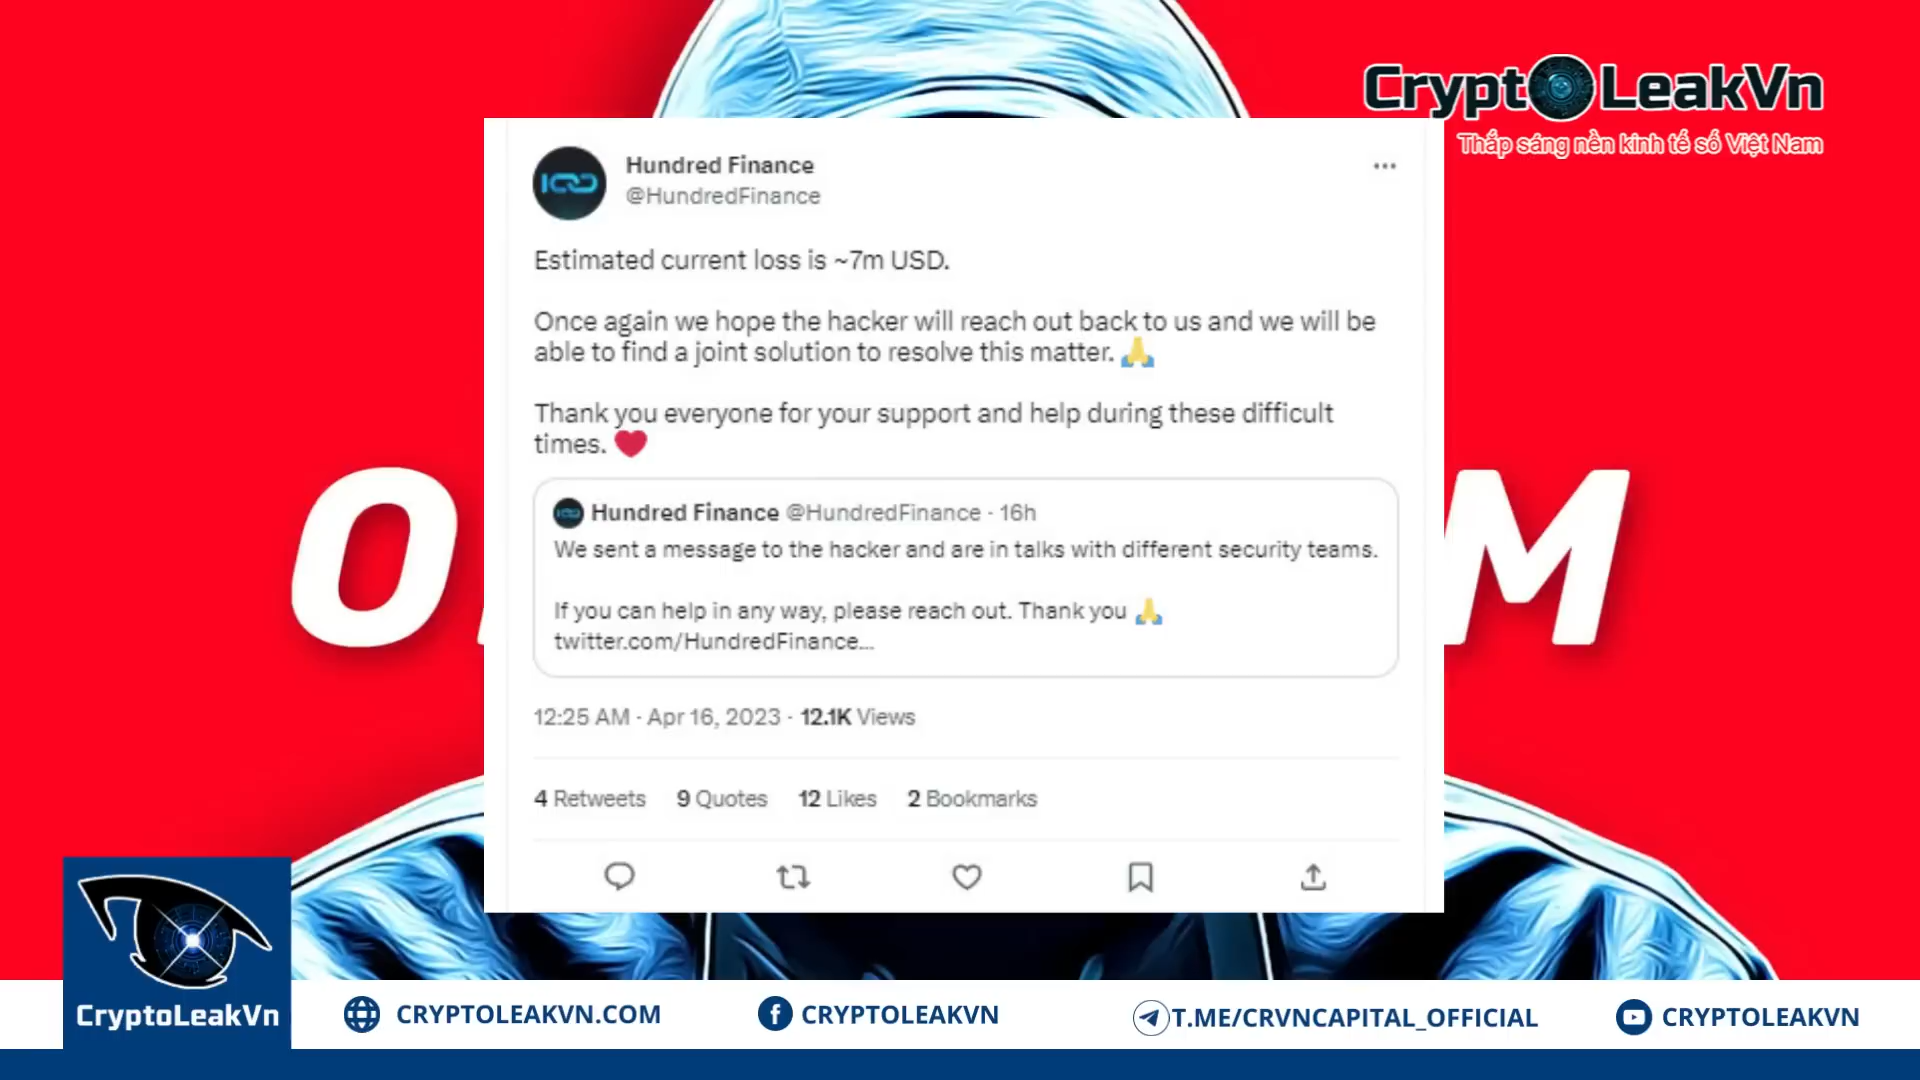 CryptoLeakVn
Thắp sáng nền kinh tế số Việt Nam
Hundred Finance
@HundredFinance
Estimated current loss is ~7m USD.
Once again we hope the hacker will reach out back to us and we will be
able to find a joint solution to resolve this matter. 🙏
Thank you everyone for your support and help during these difficult
times. ❤️
Hundred Finance @HundredFinance · 16h
We sent a message to the hacker and are in talks with different security teams.
If you can help in any way, please reach out. Thank you 🙏
twitter.com/HundredFinance...
12:25 AM · Apr 16, 2023 · 12.1K Views
4 Retweets 9 Quotes 12 Likes 2 Bookmarks
CryptoLeakVn
CRYPTOLEAKVN.COM
CRYPTOLEAKVN
T.ME/CRVNCAPITAL_OFFICIAL
CRYPTOLEAKVN